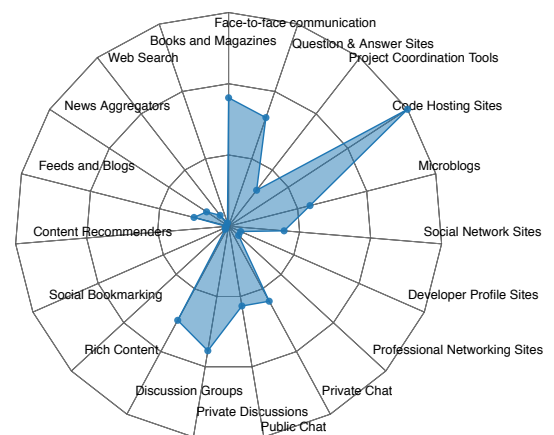 Face-to-face communication
Books and Magazines
Question & Answer Sites
Web Search
Project Coordination Tools
News Aggregators
Code Hosting Sites
Feeds and Blogs
Microblogs
Content Recommenders
Social Network Sites
Social Bookmarking
Developer Profile Sites
Rich Content
Professional Networking Sites
Discussion Groups
Private Chat
Private Discussions
Public Chat